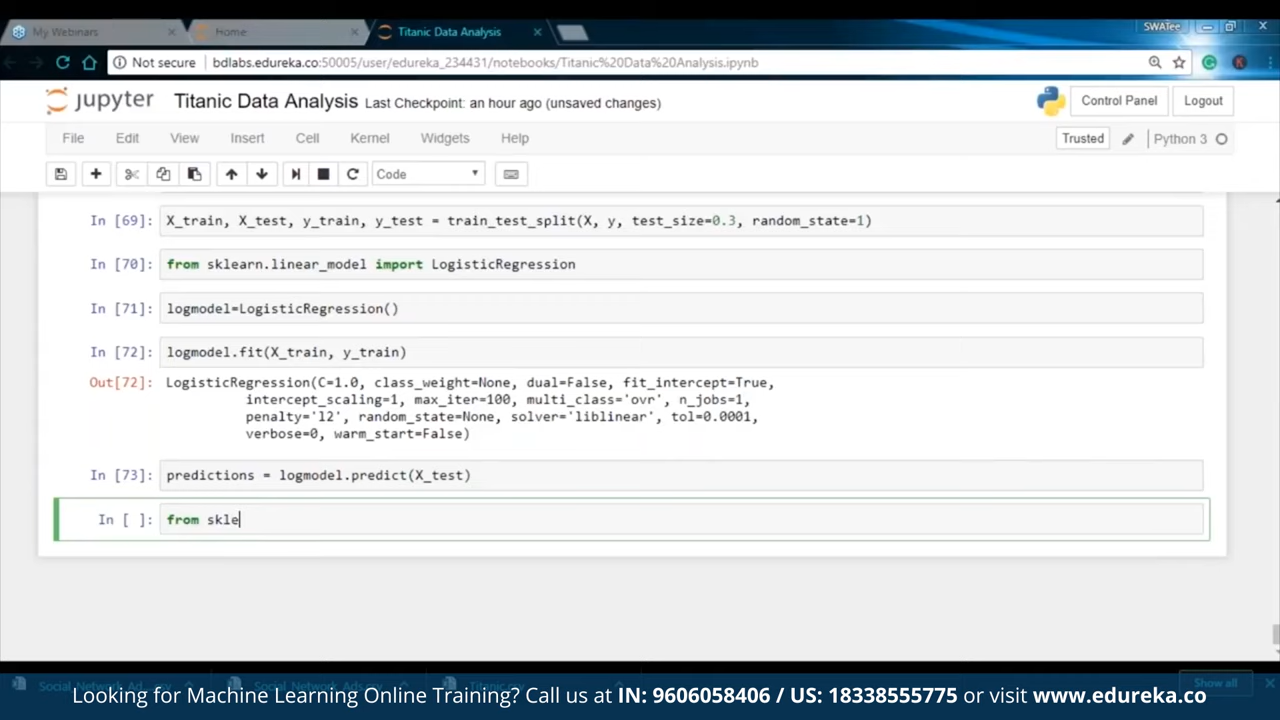 My Webinars
Home
Titanic Data Analysis
SWATee
Not secure
bdlabs.edureka.co:50005/user/edureka_234431/notebooks/Titanic%20Data%20Analysis.ipynb
jupyter Titanic Data Analysis Last Checkpoint: an hour ago (unsaved changes)
Control Panel
Logout
File Edit View Insert Cell Kernel Widgets Help
Trusted
Python 3
Code
In [69]: X_train, X_test, y_train, y_test = train_test_split(X, y, test_size=0.3, random_state=1)
In [70]: from sklearn.linear_model import LogisticRegression
In [71]: logmodel=LogisticRegression()
In [72]: logmodel.fit(X_train, y_train)
Out[72]: LogisticRegression(C=1.0, class_weight=None, dual=False, fit_intercept=True,
intercept_scaling=1, max_iter=100, multi_class='ovr', n_jobs=1,
penalty='l2', random_state=None, solver='liblinear', tol=0.0001,
verbose=0, warm_start=False)
In [73]: predictions = logmodel.predict(X_test)
In [ ]: from skle
Show all
Looking for Machine Learning Online Training? Call us at IN: 9606058406 / US: 18338555775 or visit www.edureka.co